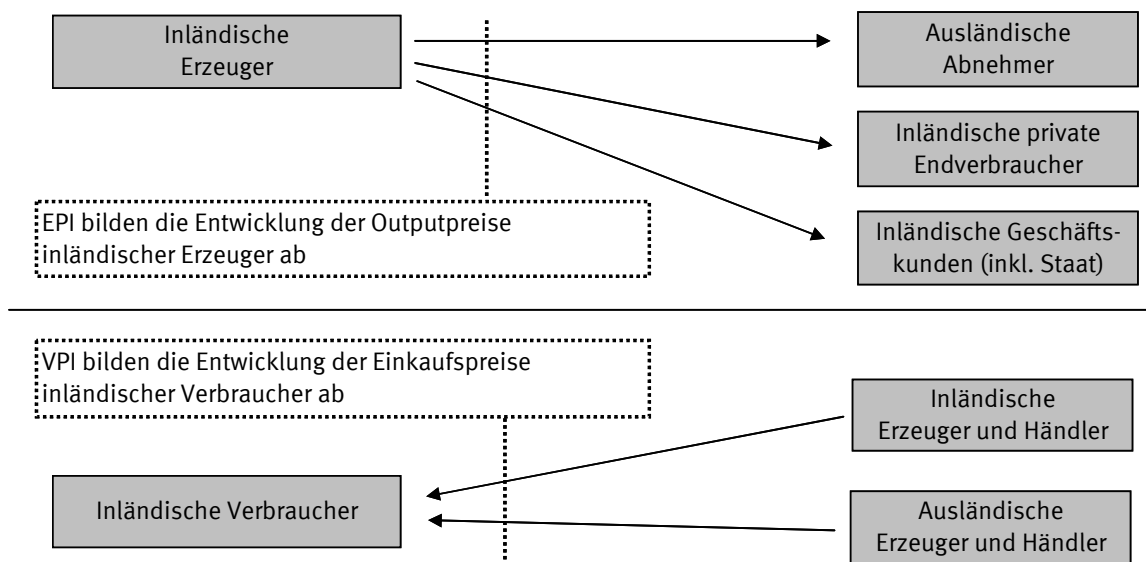 Inländische
Erzeuger
Ausländische
Abnehmer
Inländische private
Endverbraucher
EPI bilden die Entwicklung der Outputpreise
inländischer Erzeuger ab
Inländische Geschäfts-
kunden (inkl. Staat)
VPI bilden die Entwicklung der Einkaufspreise
inländischer Verbraucher ab
Inländische
Erzeuger und Händler
Inländische Verbraucher
Ausländische
Erzeuger und Händler